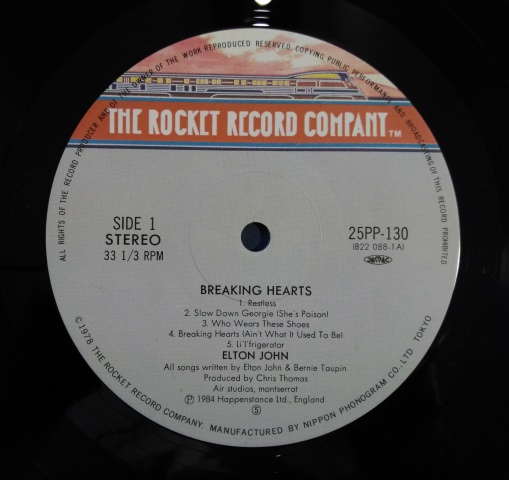 ALL RIGHTS OF THE RECORD PRODUCER AND OF THE OWNER OF THE WORK REPRODUCED RESERVED. COPYING, PUBLIC PERFORMANCE AND BROADCASTING OF THIS RECORD PROHIBITED
THE ROCKET RECORD COMPANY™
SIDE 1
STEREO
33 1/3 RPM
25PP-130
(822 088-1A)
BREAKING HEARTS
1. Restless
2. Slow Down Georgie (She's Poison)
3. Who Wears These Shoes
4. Breaking Hearts (Ain't What It Used To Be)
5. Li'l'frigerator
ELTON JOHN
All songs written by Elton John & Bernie Taupin
Produced by Chris Thomas
Air studios, montserrat
Ⓟ 1984 Happenstance Ltd., England
Ⓢ
©1978 THE ROCKET RECORD COMPANY. MANUFACTURED BY NIPPON PHONOGRAM CO., LTD. TOKYO